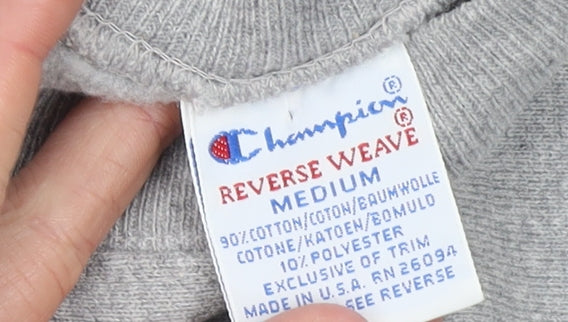 Champion®
REVERSE WEAVE®
MEDIUM
90% COTTON/COTON/BAUMWOLLE
COTONE/KATOEN/BOMULD
10% POLYESTER
EXCLUSIVE OF TRIM
MADE IN U.S.A. RN 26094
SEE REVERSE